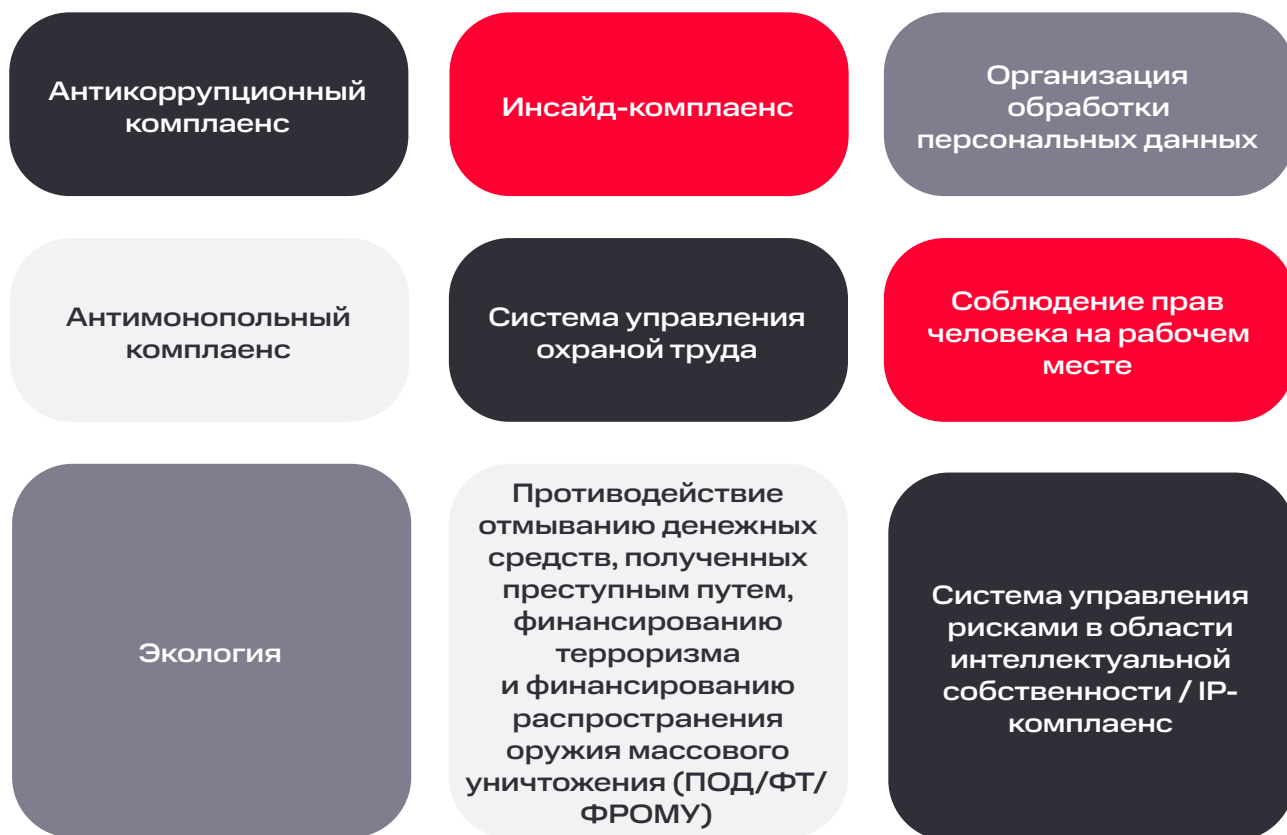 Антикоррупционный
комплаенс
Инсайд-комплаенс
Организация
обработки
персональных данных
Антимонопольный
комплаенс
Система управления
охраной труда
Соблюдение прав
человека на рабочем
месте
Экология
Противодействие
отмыванию денежных
средств, полученных
преступным путем,
финансированию
терроризма
и финансированию
распространения
оружия массового
уничтожения (ПОД/ФТ/
ФРОМУ)
Система управления
рисками в области
интеллектуальной
собственности / IP-
комплаенс